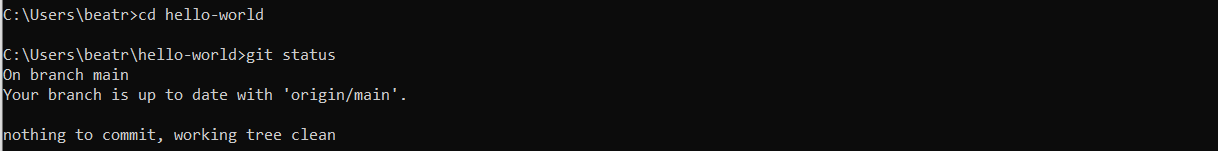 C:\Users\beatr>cd hello-world
C:\Users\beatr\hello-world>git status
On branch main
Your branch is up to date with 'origin/main'.
nothing to commit, working tree clean